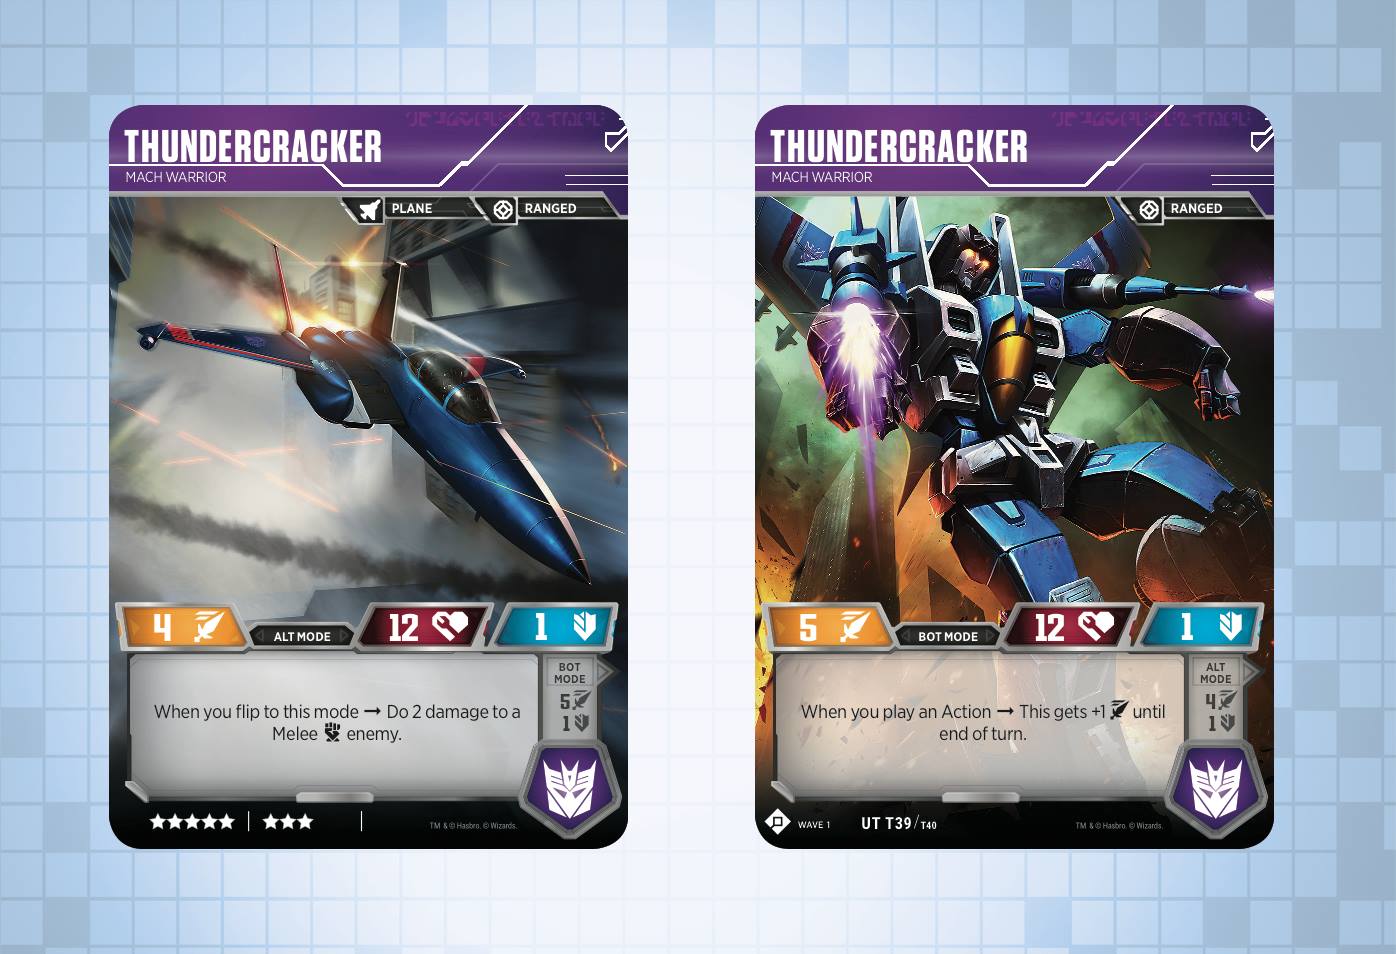 THUNDERCRACKER
MACH WARRIOR
PLANE
RANGED
4
ALT MODE
12
1
BOT
MODE
5
1
When you flip to this mode → Do 2 damage to a
Melee enemy.
TM & © Hasbro. © Wizards.
THUNDERCRACKER
MACH WARRIOR
RANGED
5
BOT MODE
12
1
ALT
MODE
4
1
When you play an Action → This gets +1 until
end of turn.
WAVE 1
UT T39/T40
TM & © Hasbro. © Wizards.